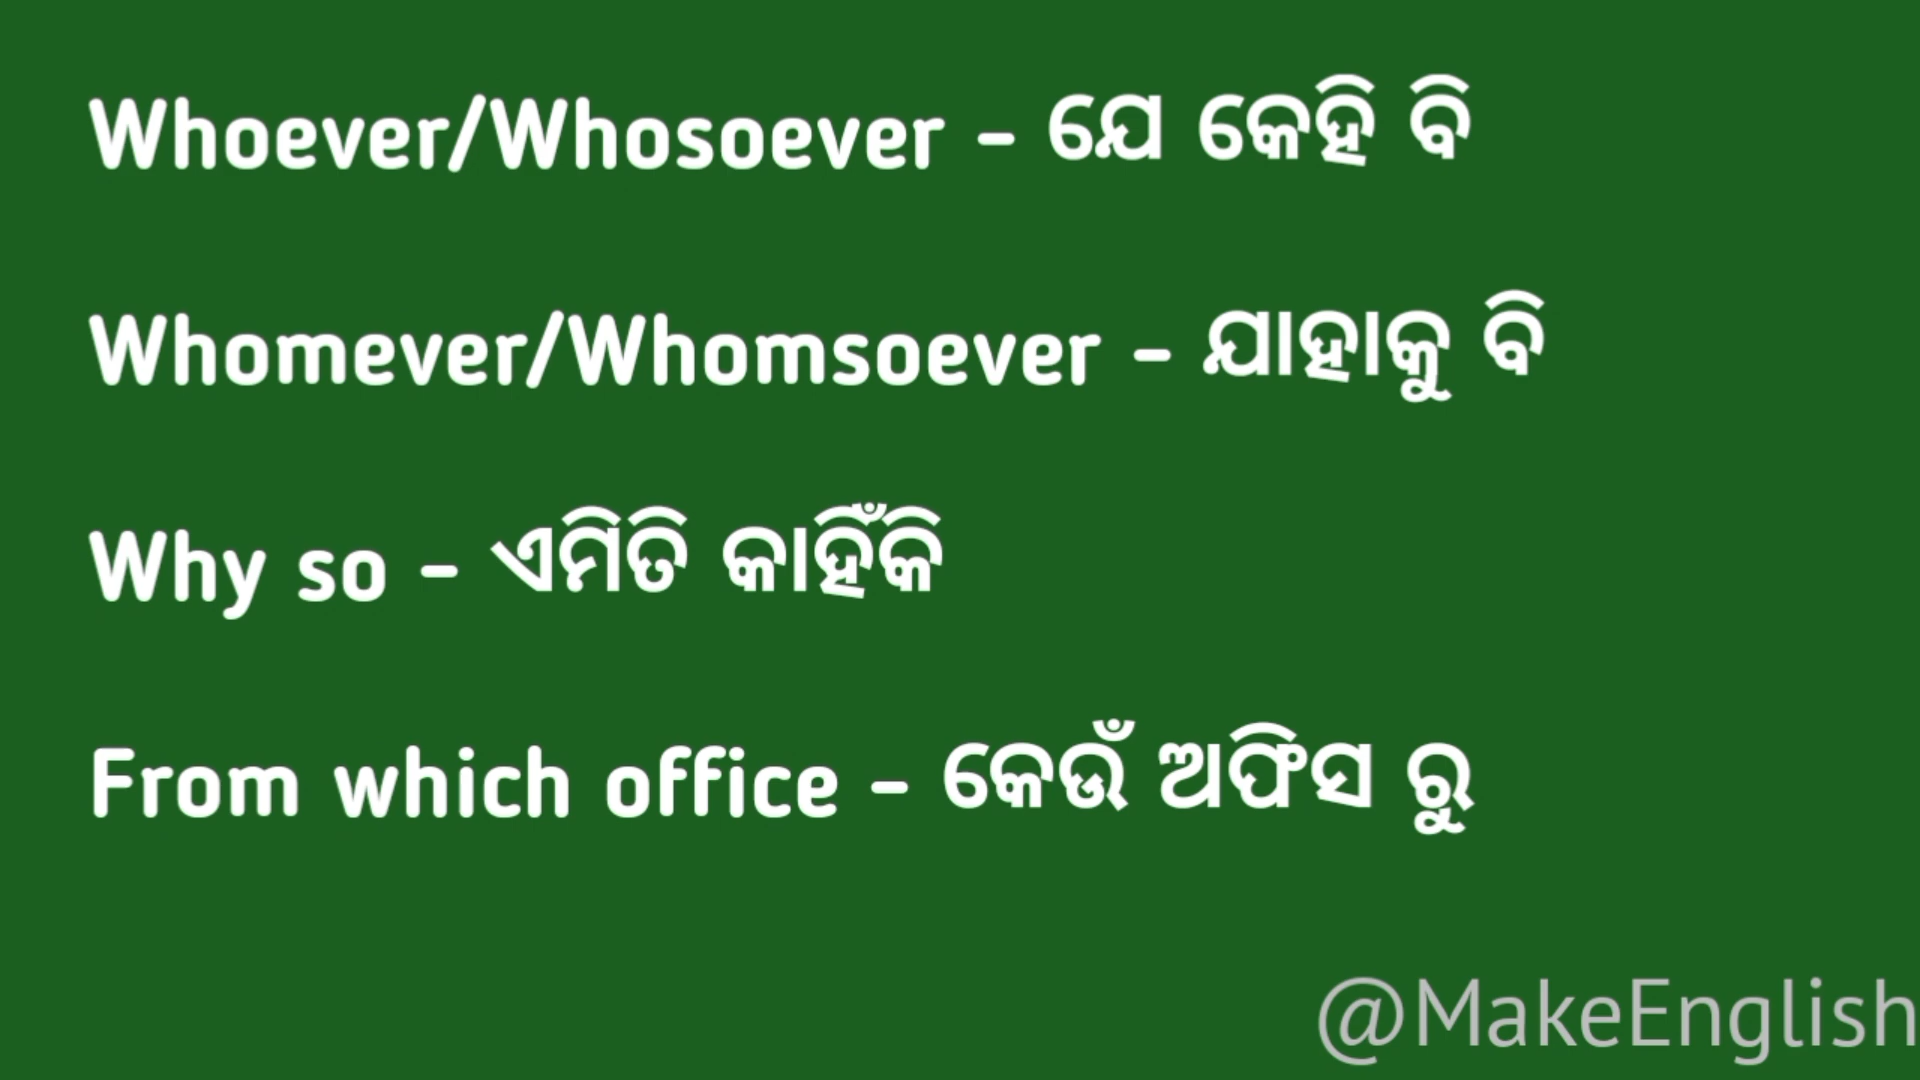 Whoever/Whosoever - ଯେ କେହି ବି
Whomever/Whomsoever - ଯାହାକୁ ବି
Why so - ଏମିତି କାହିଁକି
From which office - କେଉଁ ଅଫିସ ରୁ
@MakeEnglish